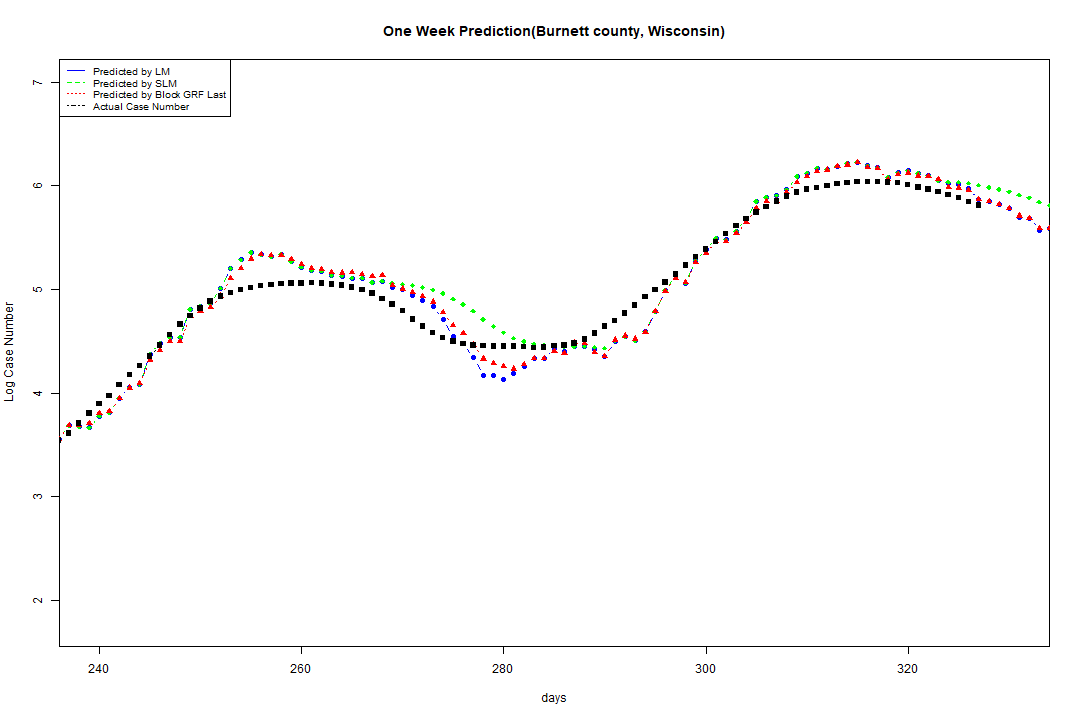 One Week Prediction(Burnett county, Wisconsin)
Predicted by LM
Predicted by SLM
Predicted by Block GRF Last
Actual Case Number
7
6
5
4
3
2
Log Case Number
240 260 280 300 320
days